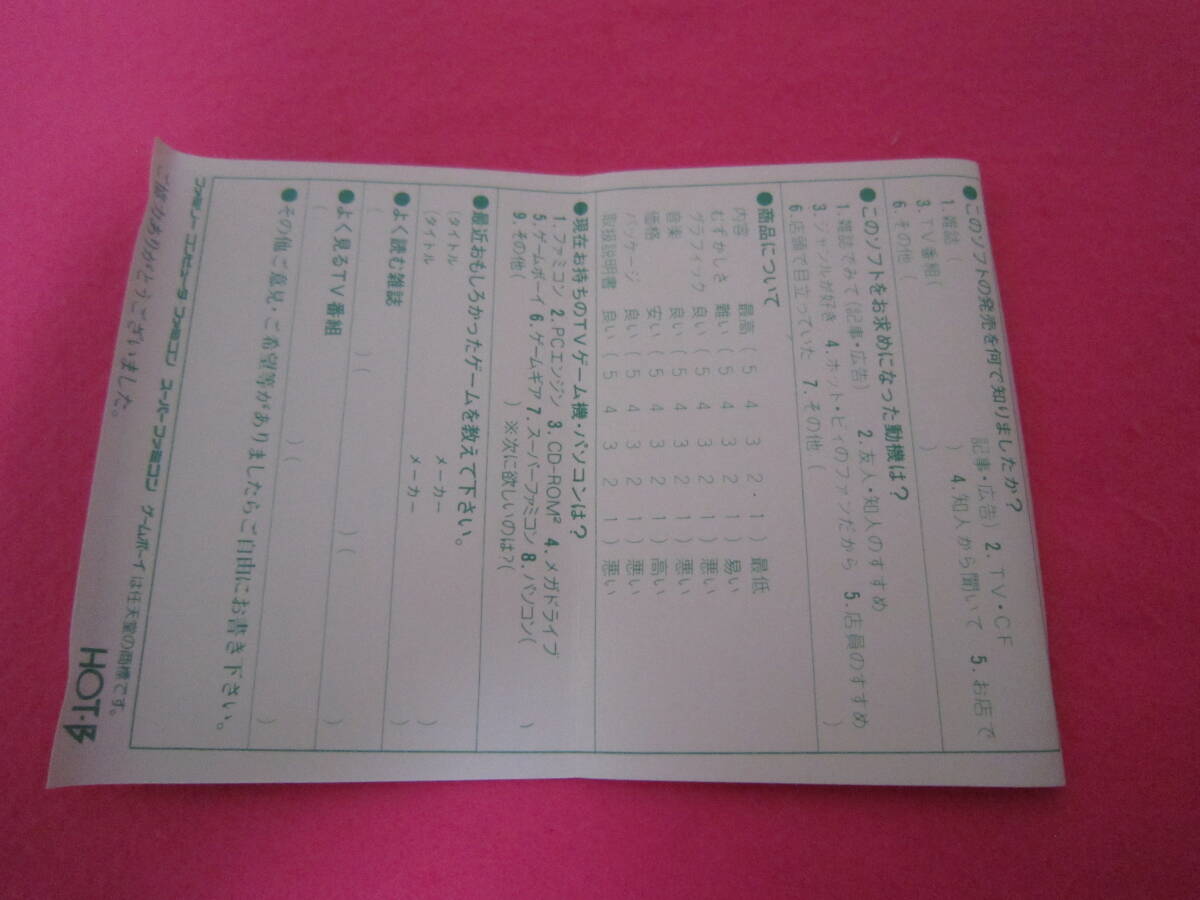 ●このソフトの発売を何で知りましたか?
1. 雑誌( 記事・広告) 2. TV・CF
3. TV番組( ) 4. 知人から聞いて 5. お店で
6. その他(
●このソフトをお求めになった動機は?
1. 雑誌でみて(記事・広告) 2. 友人・知人のすすめ
3. ジャンルが好き 4. ホット・ビィのファンだから 5. 店員のすすめ
6. 店頭で目立っていた 7. その他( )
●商品について
内容 最高( 5 4 3 2・1 ) 最低
むずかしさ 難い( 5 4 3 2 1 ) 易い
グラフィック 良い( 5 4 3 2 1 ) 悪い
音楽 良い( 5 4 3 2 1 ) 悪い
価格 安い( 5 4 3 2 1 ) 高い
パッケージ 良い( 5 4 3 2 1 ) 悪い
取扱説明書 良い( 5 4 3 2 1 ) 悪い
●現在お持ちのTVゲーム機・パソコンは?
1. ファミコン 2. PCエンジン 3. CD-ROM² 4. メガドライブ
5. ゲームボーイ 6. ゲームギア 7. スーパーファミコン 8. パソコン(
9. その他( ) ※次に欲しいのは?( )
●最近おもしろかったゲームを教えて下さい。
(タイトル メーカー )
(タイトル メーカー )
●よく読む雑誌
( )( )( )
●よく見るTV番組
( )( )
●その他ご意見・ご希望等がありましたらご自由にお書き下さい。
ファミリーコンピュータ ファミコン スーパーファミコン ゲームボーイは任天堂の商標です。
ご協力ありがとうございました。
HOT・B